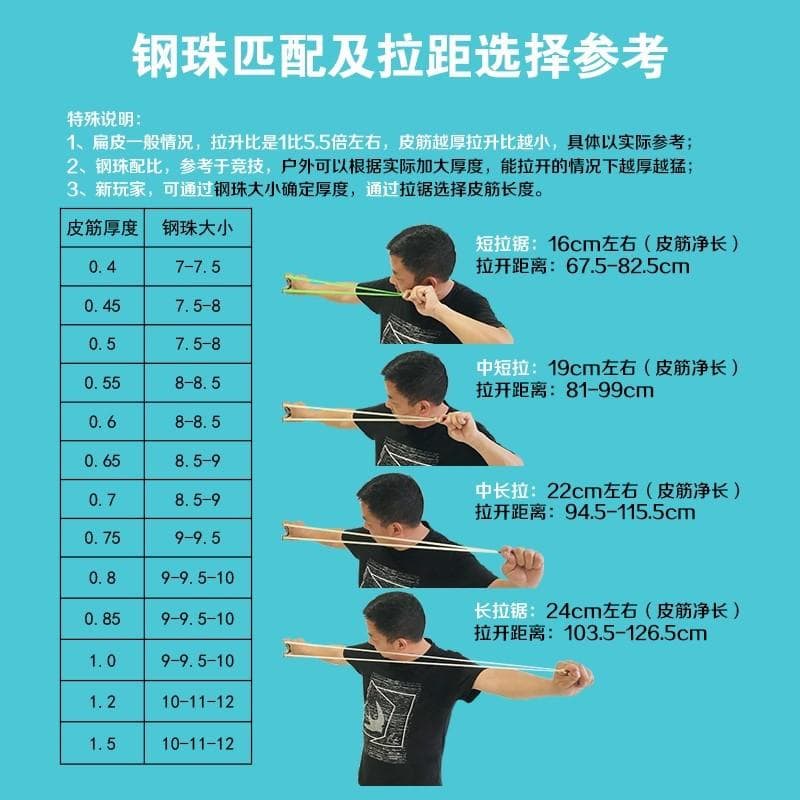 钢珠匹配及拉距选择参考
特殊说明：
1、扁皮一般情况，拉升比是1比5.5倍左右，皮筋越厚拉升比越小，具体以实际参考；
2、钢珠配比，参考于竞技，户外可以根据实际加大厚度，能拉开的情况下越厚越猛；
3、新玩家，可通过钢珠大小确定厚度，通过拉锯选择皮筋长度。
皮筋厚度 钢珠大小
0.4 7-7.5
0.45 7.5-8
0.5 7.5-8
0.55 8-8.5
0.6 8-8.5
0.65 8.5-9
0.7 8.5-9
0.75 9-9.5
0.8 9-9.5-10
0.85 9-9.5-10
1.0 9-9.5-10
1.2 10-11-12
1.5 10-11-12
短拉锯：16cm左右（皮筋净长）
拉开距离：67.5-82.5cm
中短拉：19cm左右（皮筋净长）
拉开距离：81-99cm
中长拉：22cm左右（皮筋净长）
拉开距离：94.5-115.5cm
长拉锯：24cm左右（皮筋净长）
拉开距离：103.5-126.5cm